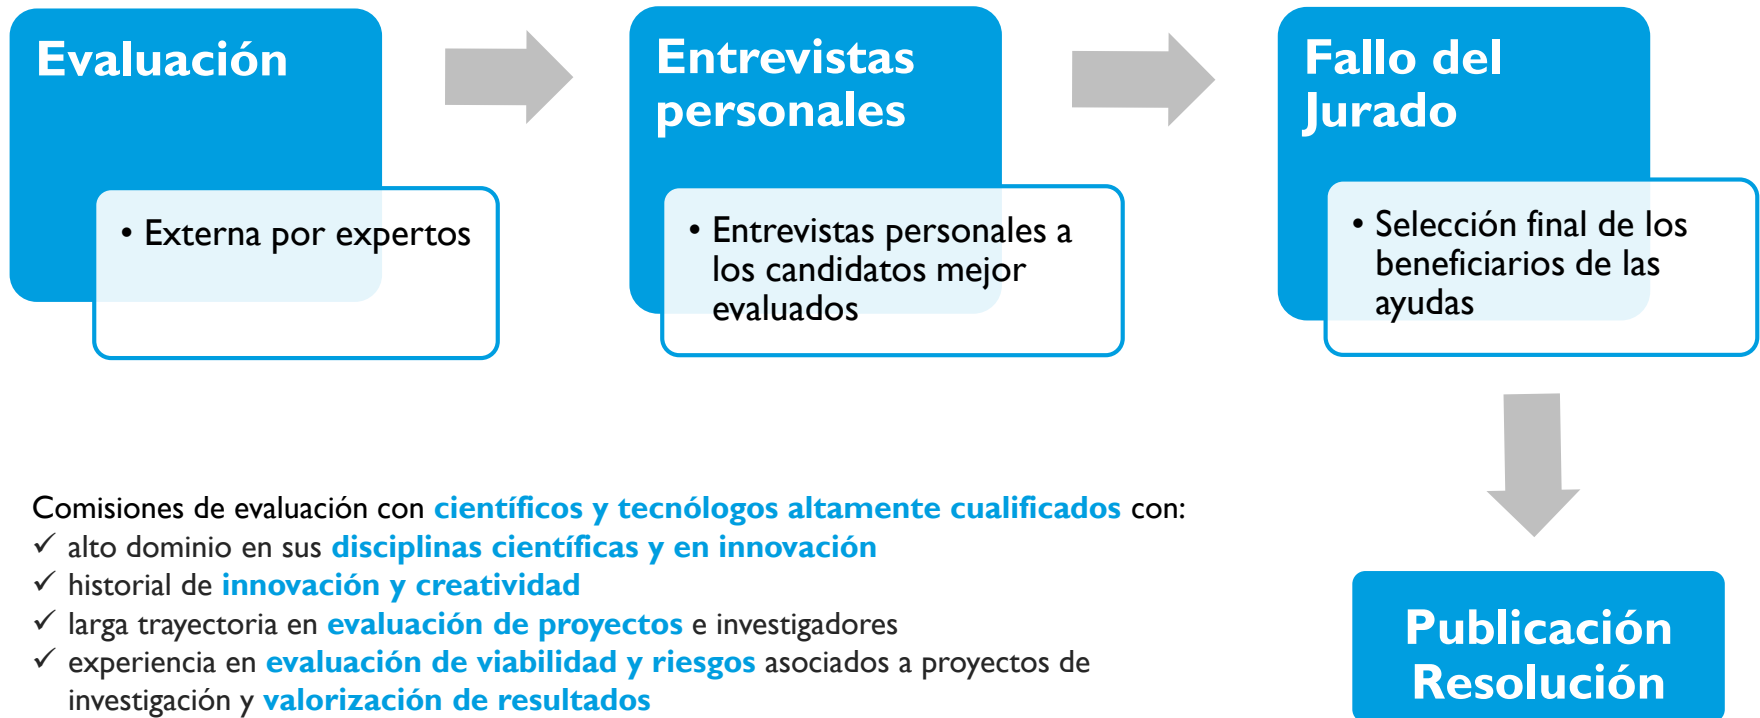 Evaluación
• Externa por expertos
Entrevistas
personales
• Entrevistas personales a
los candidatos mejor
evaluados
Fallo del
Jurado
• Selección final de los
beneficiarios de las
ayudas
Comisiones de evaluación con científicos y tecnólogos altamente cualificados con:
✓ alto dominio en sus disciplinas científicas y en innovación
✓ historial de innovación y creatividad
✓ larga trayectoria en evaluación de proyectos e investigadores
✓ experiencia en evaluación de viabilidad y riesgos asociados a proyectos de
investigación y valorización de resultados
Publicación
Resolución